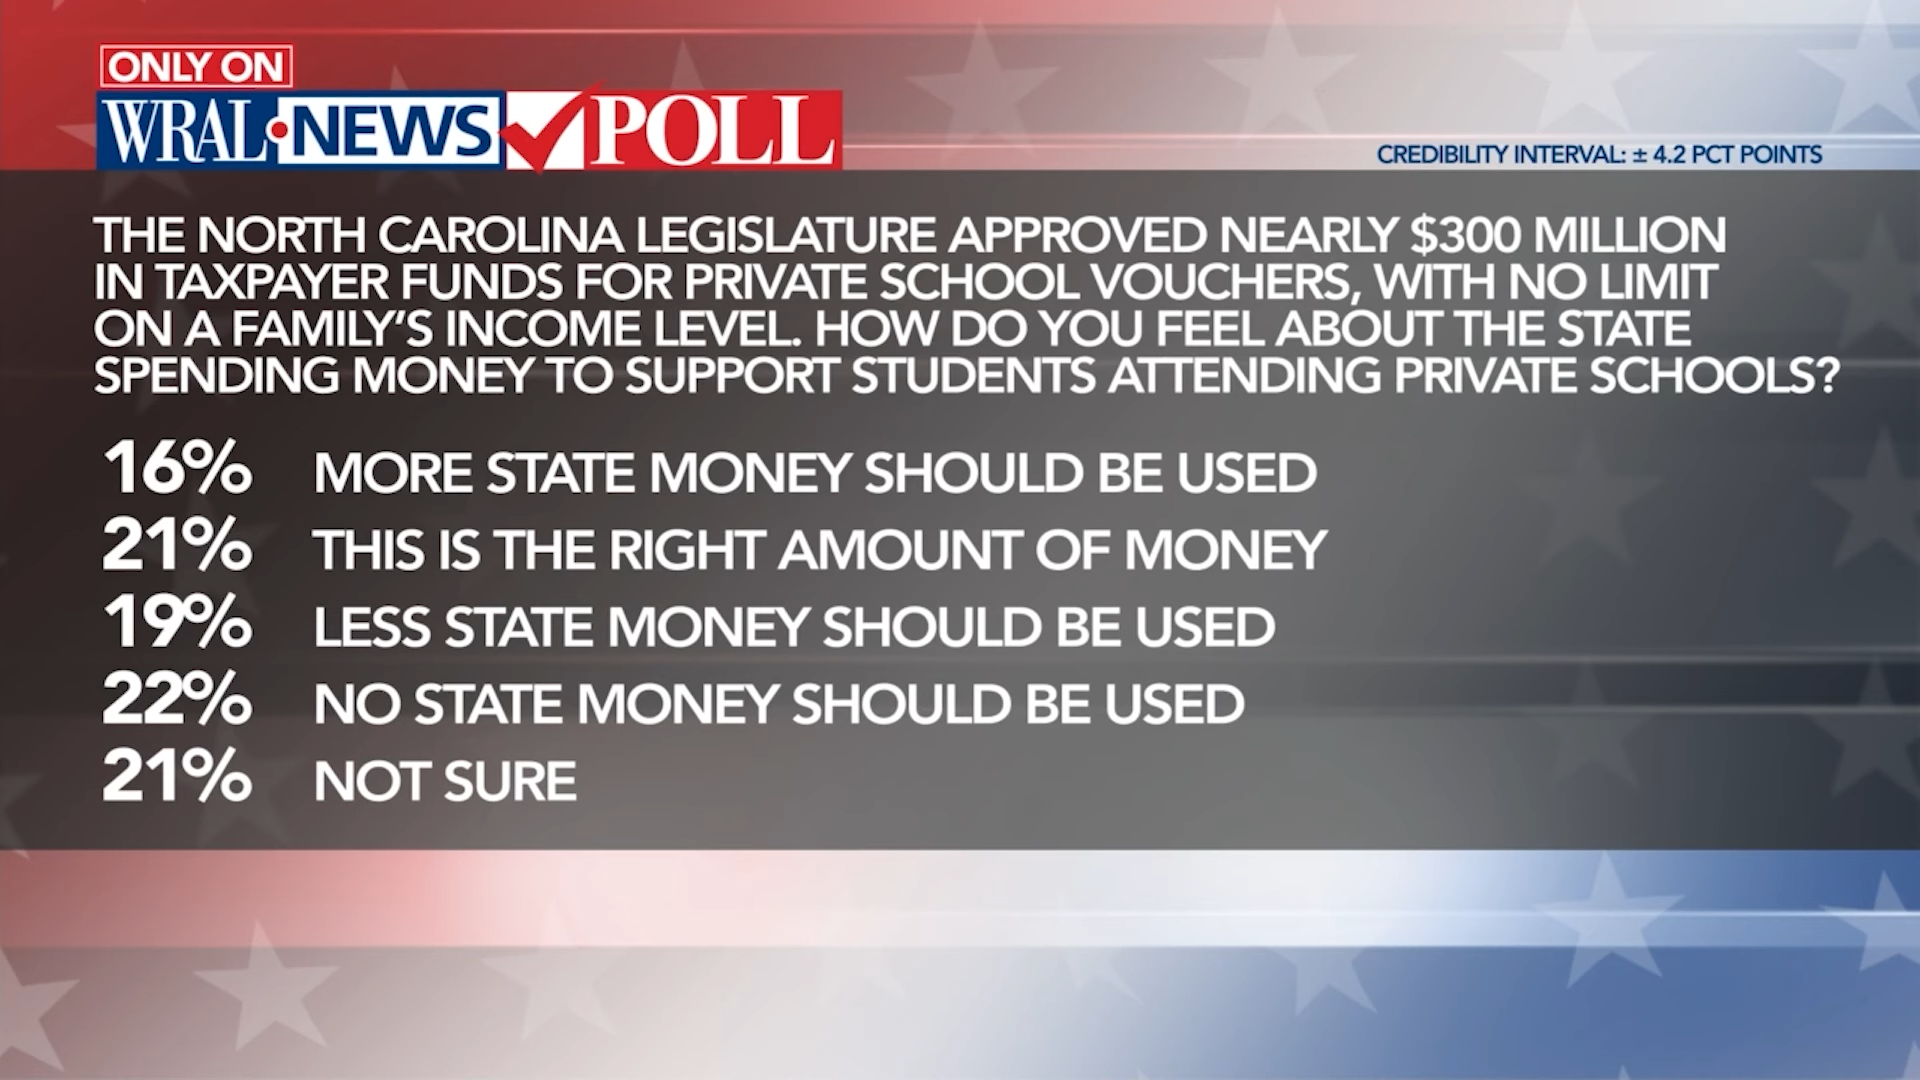 ONLY ON
WRAL NEWS POLL
CREDIBILITY INTERVAL: ± 4.2 PCT POINTS
THE NORTH CAROLINA LEGISLATURE APPROVED NEARLY $300 MILLION
IN TAXPAYER FUNDS FOR PRIVATE SCHOOL VOUCHERS, WITH NO LIMIT
ON A FAMILY’S INCOME LEVEL. HOW DO YOU FEEL ABOUT THE STATE
SPENDING MONEY TO SUPPORT STUDENTS ATTENDING PRIVATE SCHOOLS?
16% MORE STATE MONEY SHOULD BE USED
21% THIS IS THE RIGHT AMOUNT OF MONEY
19% LESS STATE MONEY SHOULD BE USED
22% NO STATE MONEY SHOULD BE USED
21% NOT SURE